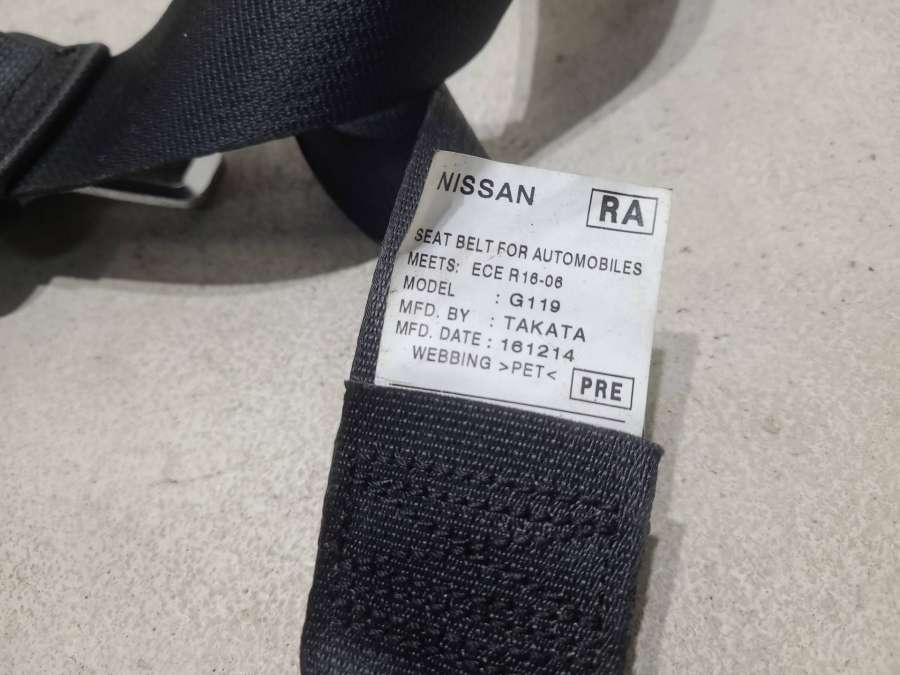 NISSAN
RA
SEAT BELT FOR AUTOMOBILES
MEETS: ECE R16-06
MODEL : G119
MFD. BY : TAKATA
MFD. DATE : 161214
WEBBING >PET<
PRE